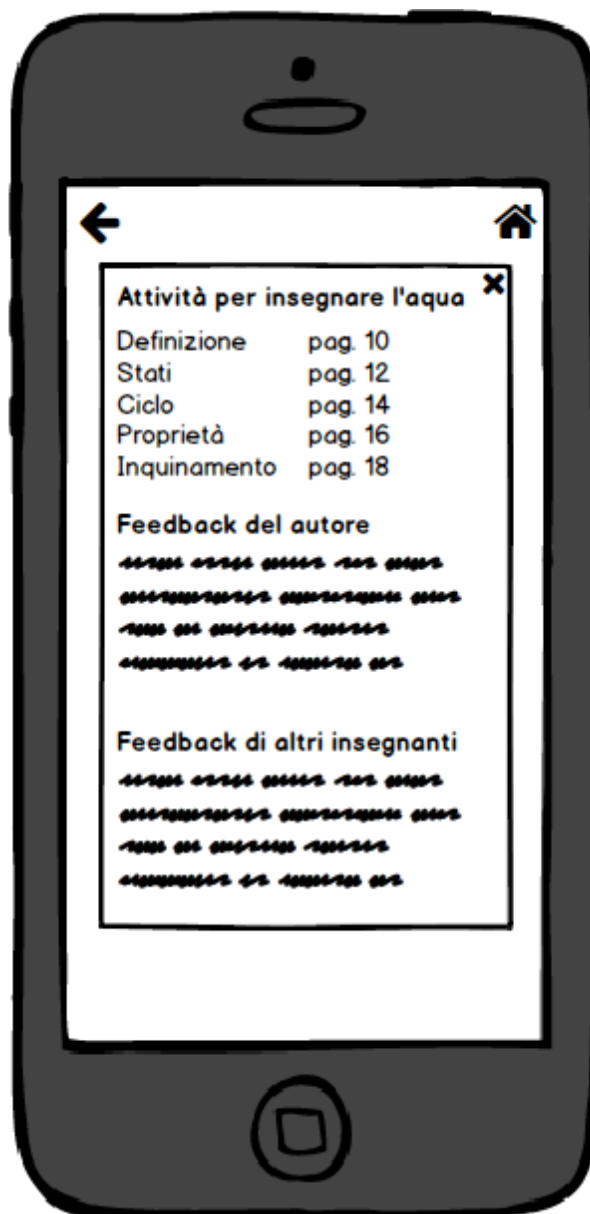 Attività per insegnare l'aqua
Definizione pag. 10
Stati pag. 12
Ciclo pag. 14
Proprietà pag. 16
Inquinamento pag. 18
Feedback del autore
Feedback di altri insegnanti